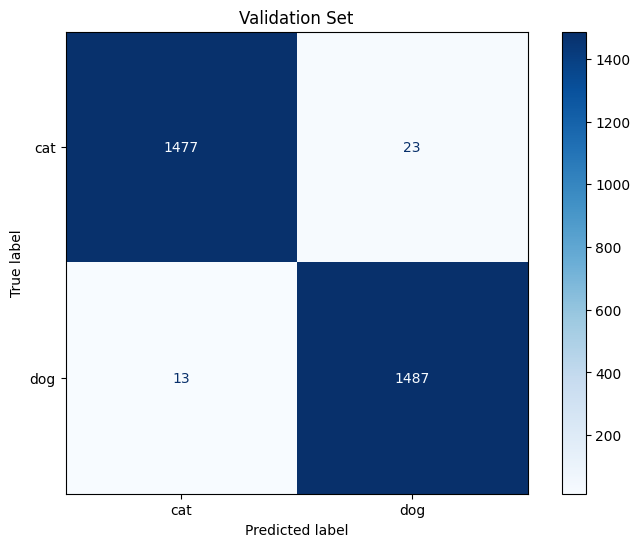 Validation Set
True label
cat
1477
23
dog
13
1487
cat
dog
Predicted label
1400
1200
1000
800
600
400
200